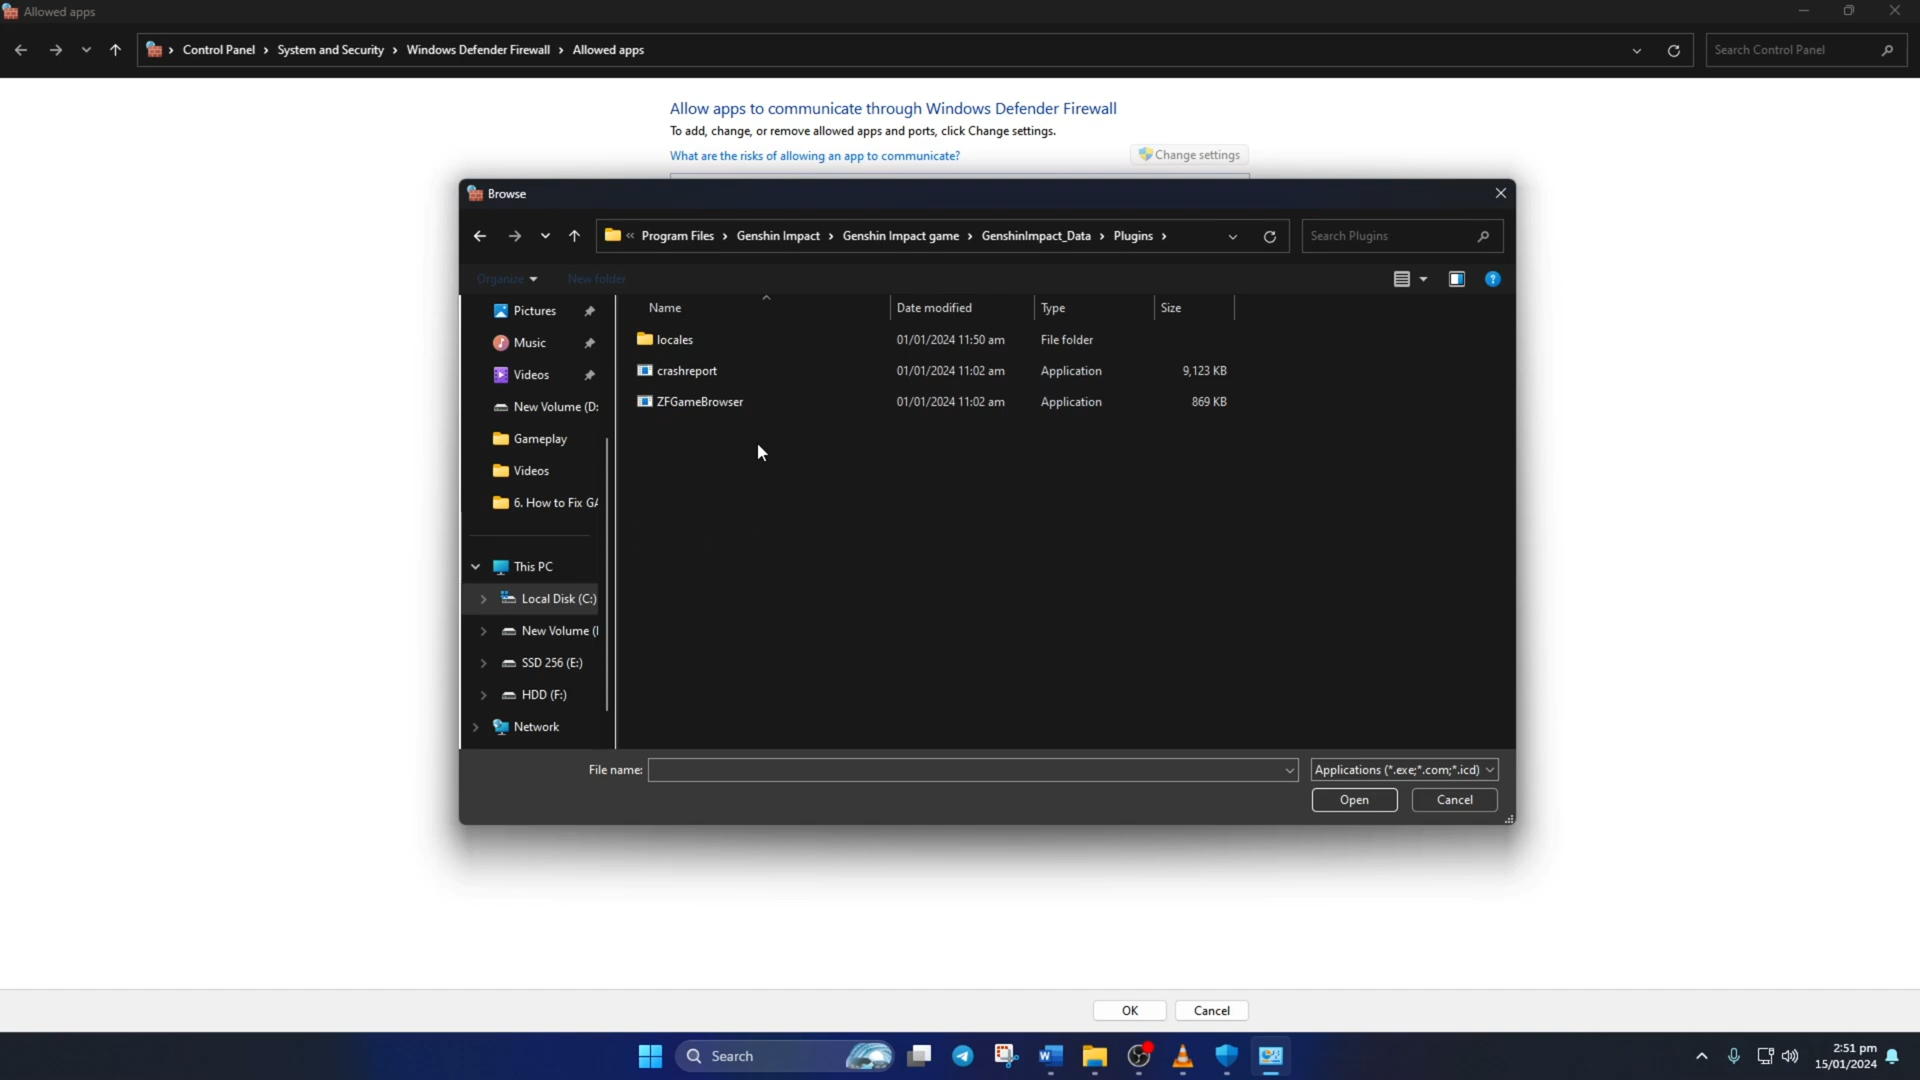 Allowed apps
Control Panel › System and Security › Windows Defender Firewall › Allowed apps
Search Control Panel
Allow apps to communicate through Windows Defender Firewall
To add, change, or remove allowed apps and ports, click Change settings.
What are the risks of allowing an app to communicate?
Change settings
Browse
« Program Files › Genshin Impact › Genshin Impact game › GenshinImpact_Data › Plugins ›
Search Plugins
Organize
New folder
Name Date modified Type Size
Pictures
Music
Videos
New Volume (D:
Gameplay
Videos
6. How to Fix GA
This PC
Local Disk (C:)
New Volume (I
SSD 256 (E:)
HDD (F:)
Network
locales 01/01/2024 11:50 am File folder
crashreport 01/01/2024 11:02 am Application 9,123 KB
ZFGameBrowser 01/01/2024 11:02 am Application 869 KB
File name:
Applications (*.exe;*.com;*.icd)
Open
Cancel
OK
Cancel
Search
2:51 pm
15/01/2024